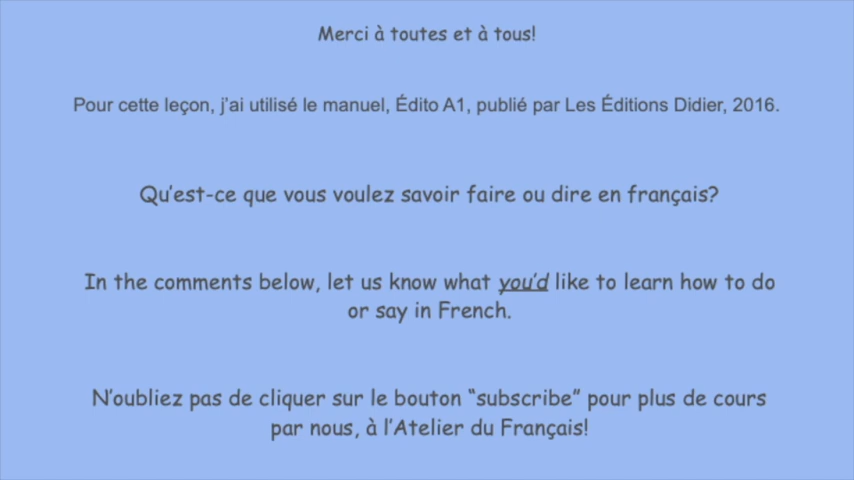 Merci à toutes et à tous!
Pour cette leçon, j'ai utilisé le manuel, Édito A1, publié par Les Éditions Didier, 2016.
Qu'est-ce que vous voulez savoir faire ou dire en français?
In the comments below, let us know what you'd like to learn how to do
or say in French.
N'oubliez pas de cliquer sur le bouton “subscribe” pour plus de cours
par nous, à l'Atelier du Français!